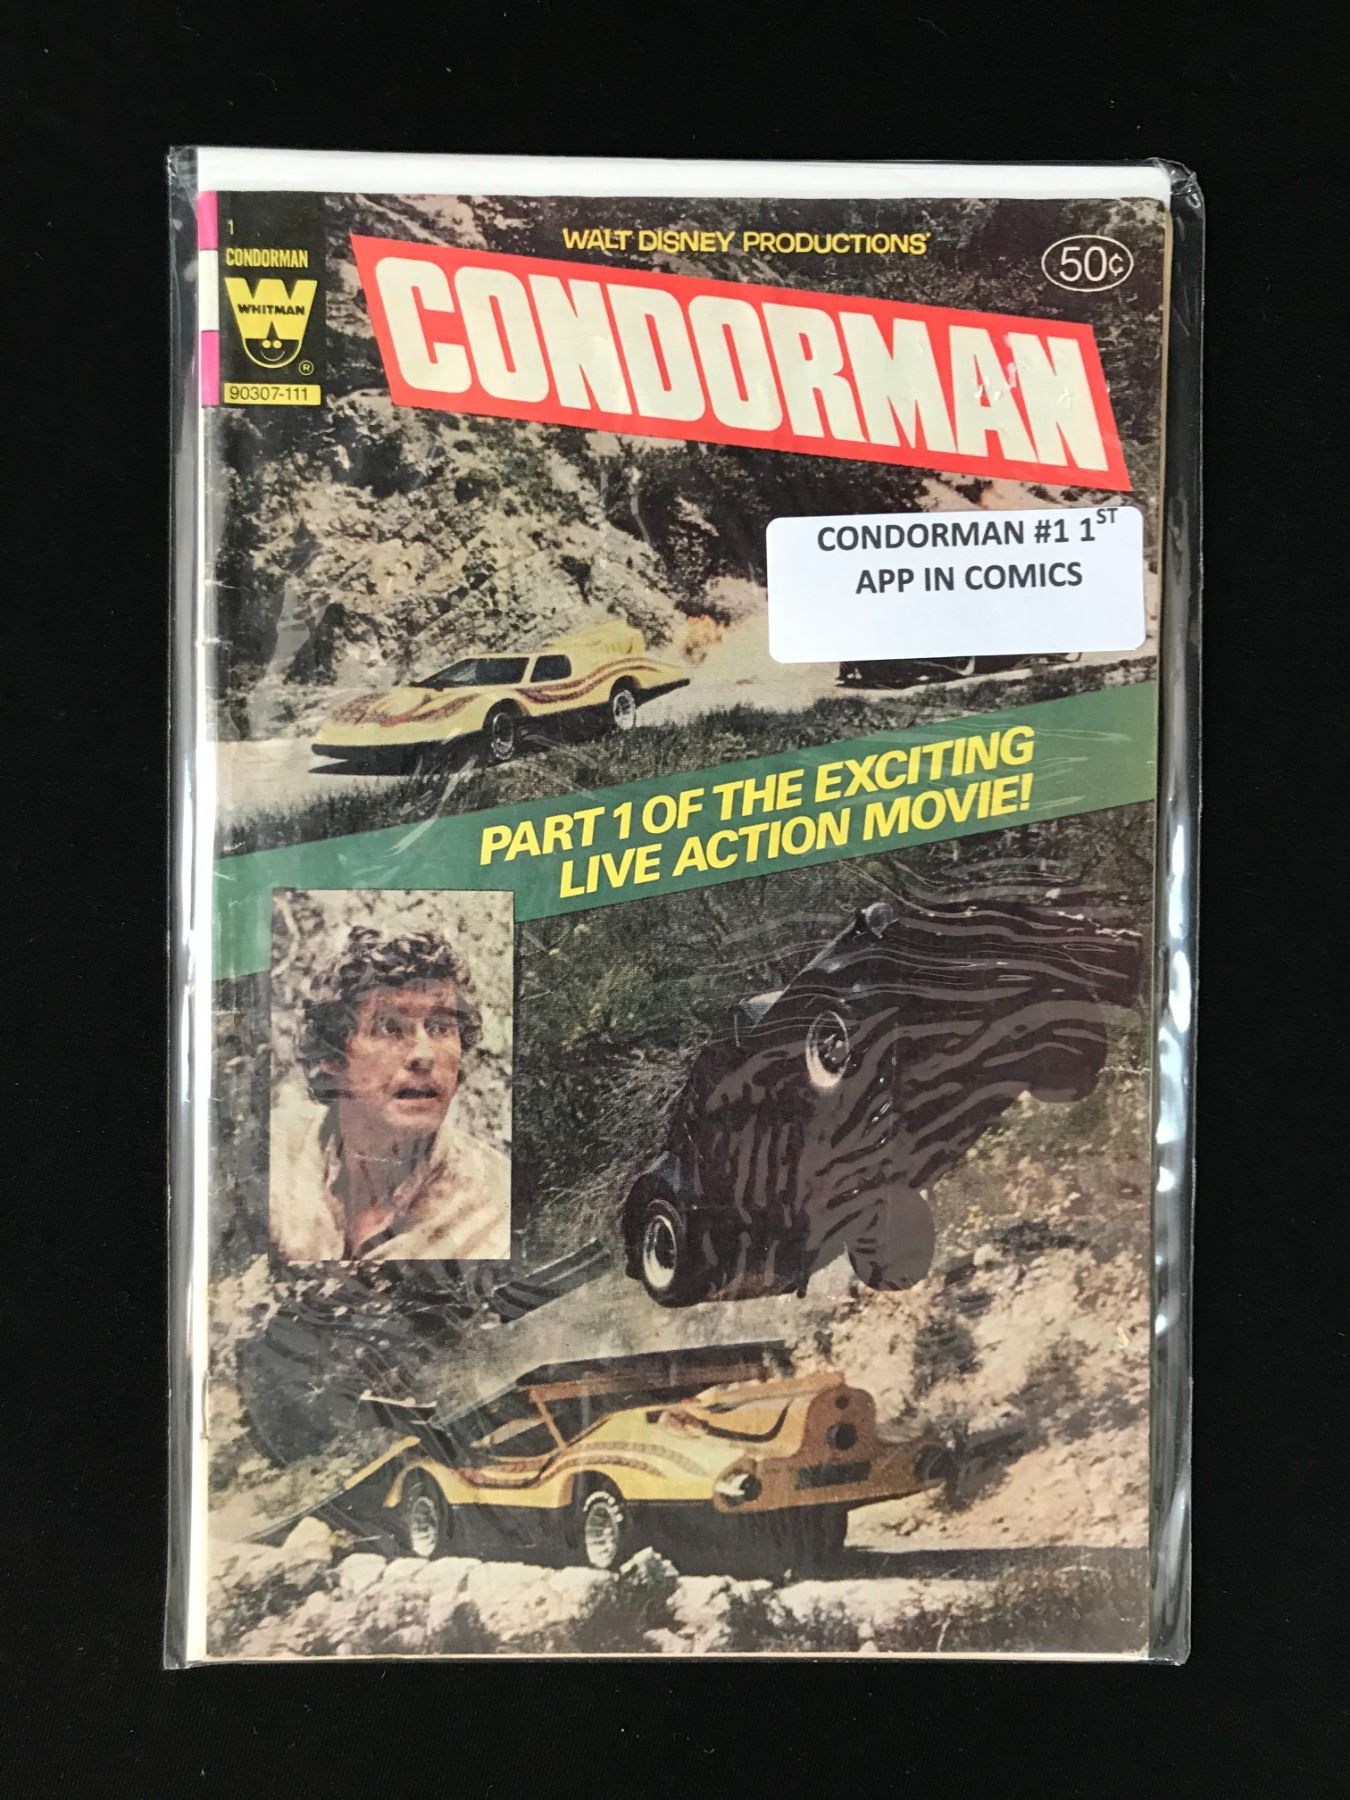 1
CONDORMAN
WHITMAN
®
90307-111
WALT DISNEY PRODUCTIONS'
50¢
CONDORMAN
CONDORMAN #1 1ST
APP IN COMICS
PART 1 OF THE EXCITING
LIVE ACTION MOVIE!